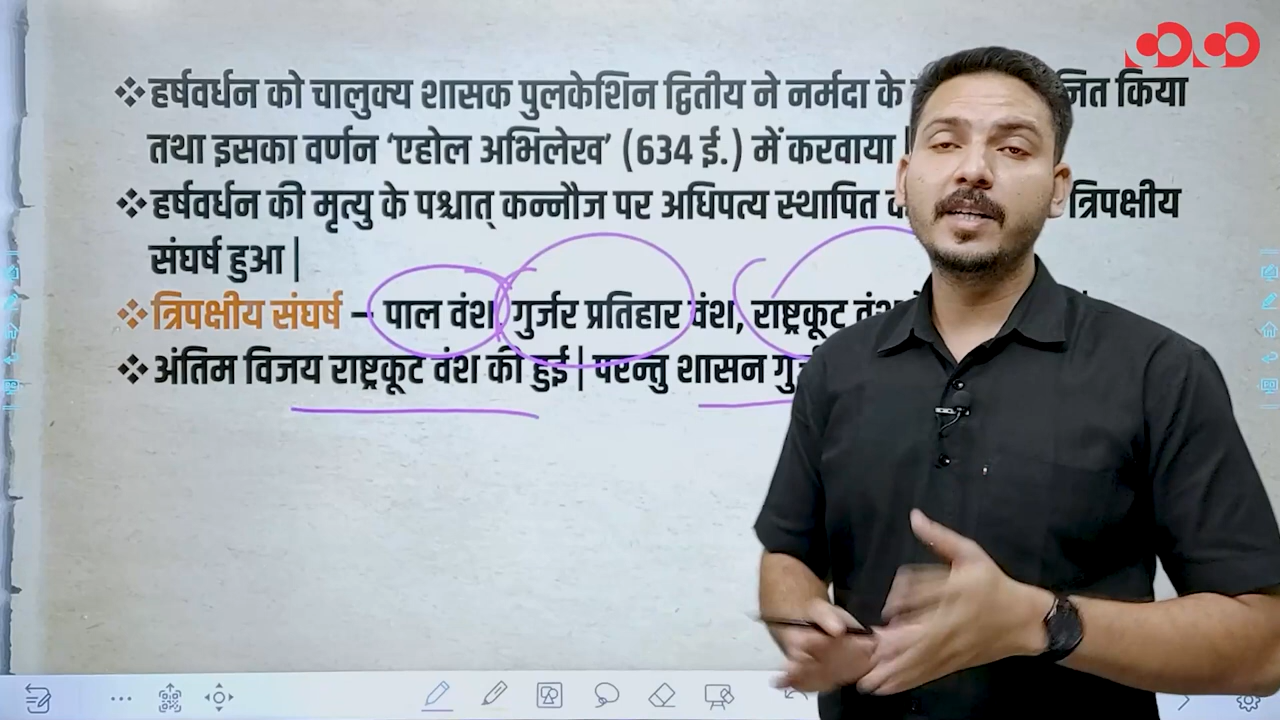 ❖हर्षवर्धन को चालुक्य शासक पुलकेशिन द्वितीय ने नर्मदा के किया
तथा इसका वर्णन ‘एहोल अभिलेख’ (634 ई.) में करवाया |
❖हर्षवर्धन की मृत्यु के पश्चात् कन्नौज पर अधिपत्य स्थापित त्रिपक्षीय
संघर्ष हुआ |
❖त्रिपक्षीय संघर्ष – पाल वंश, गुर्जर प्रतिहार वंश, राष्ट्रकूट वंश
❖अंतिम विजय राष्ट्रकूट वंश की हुई | परन्तु शासन